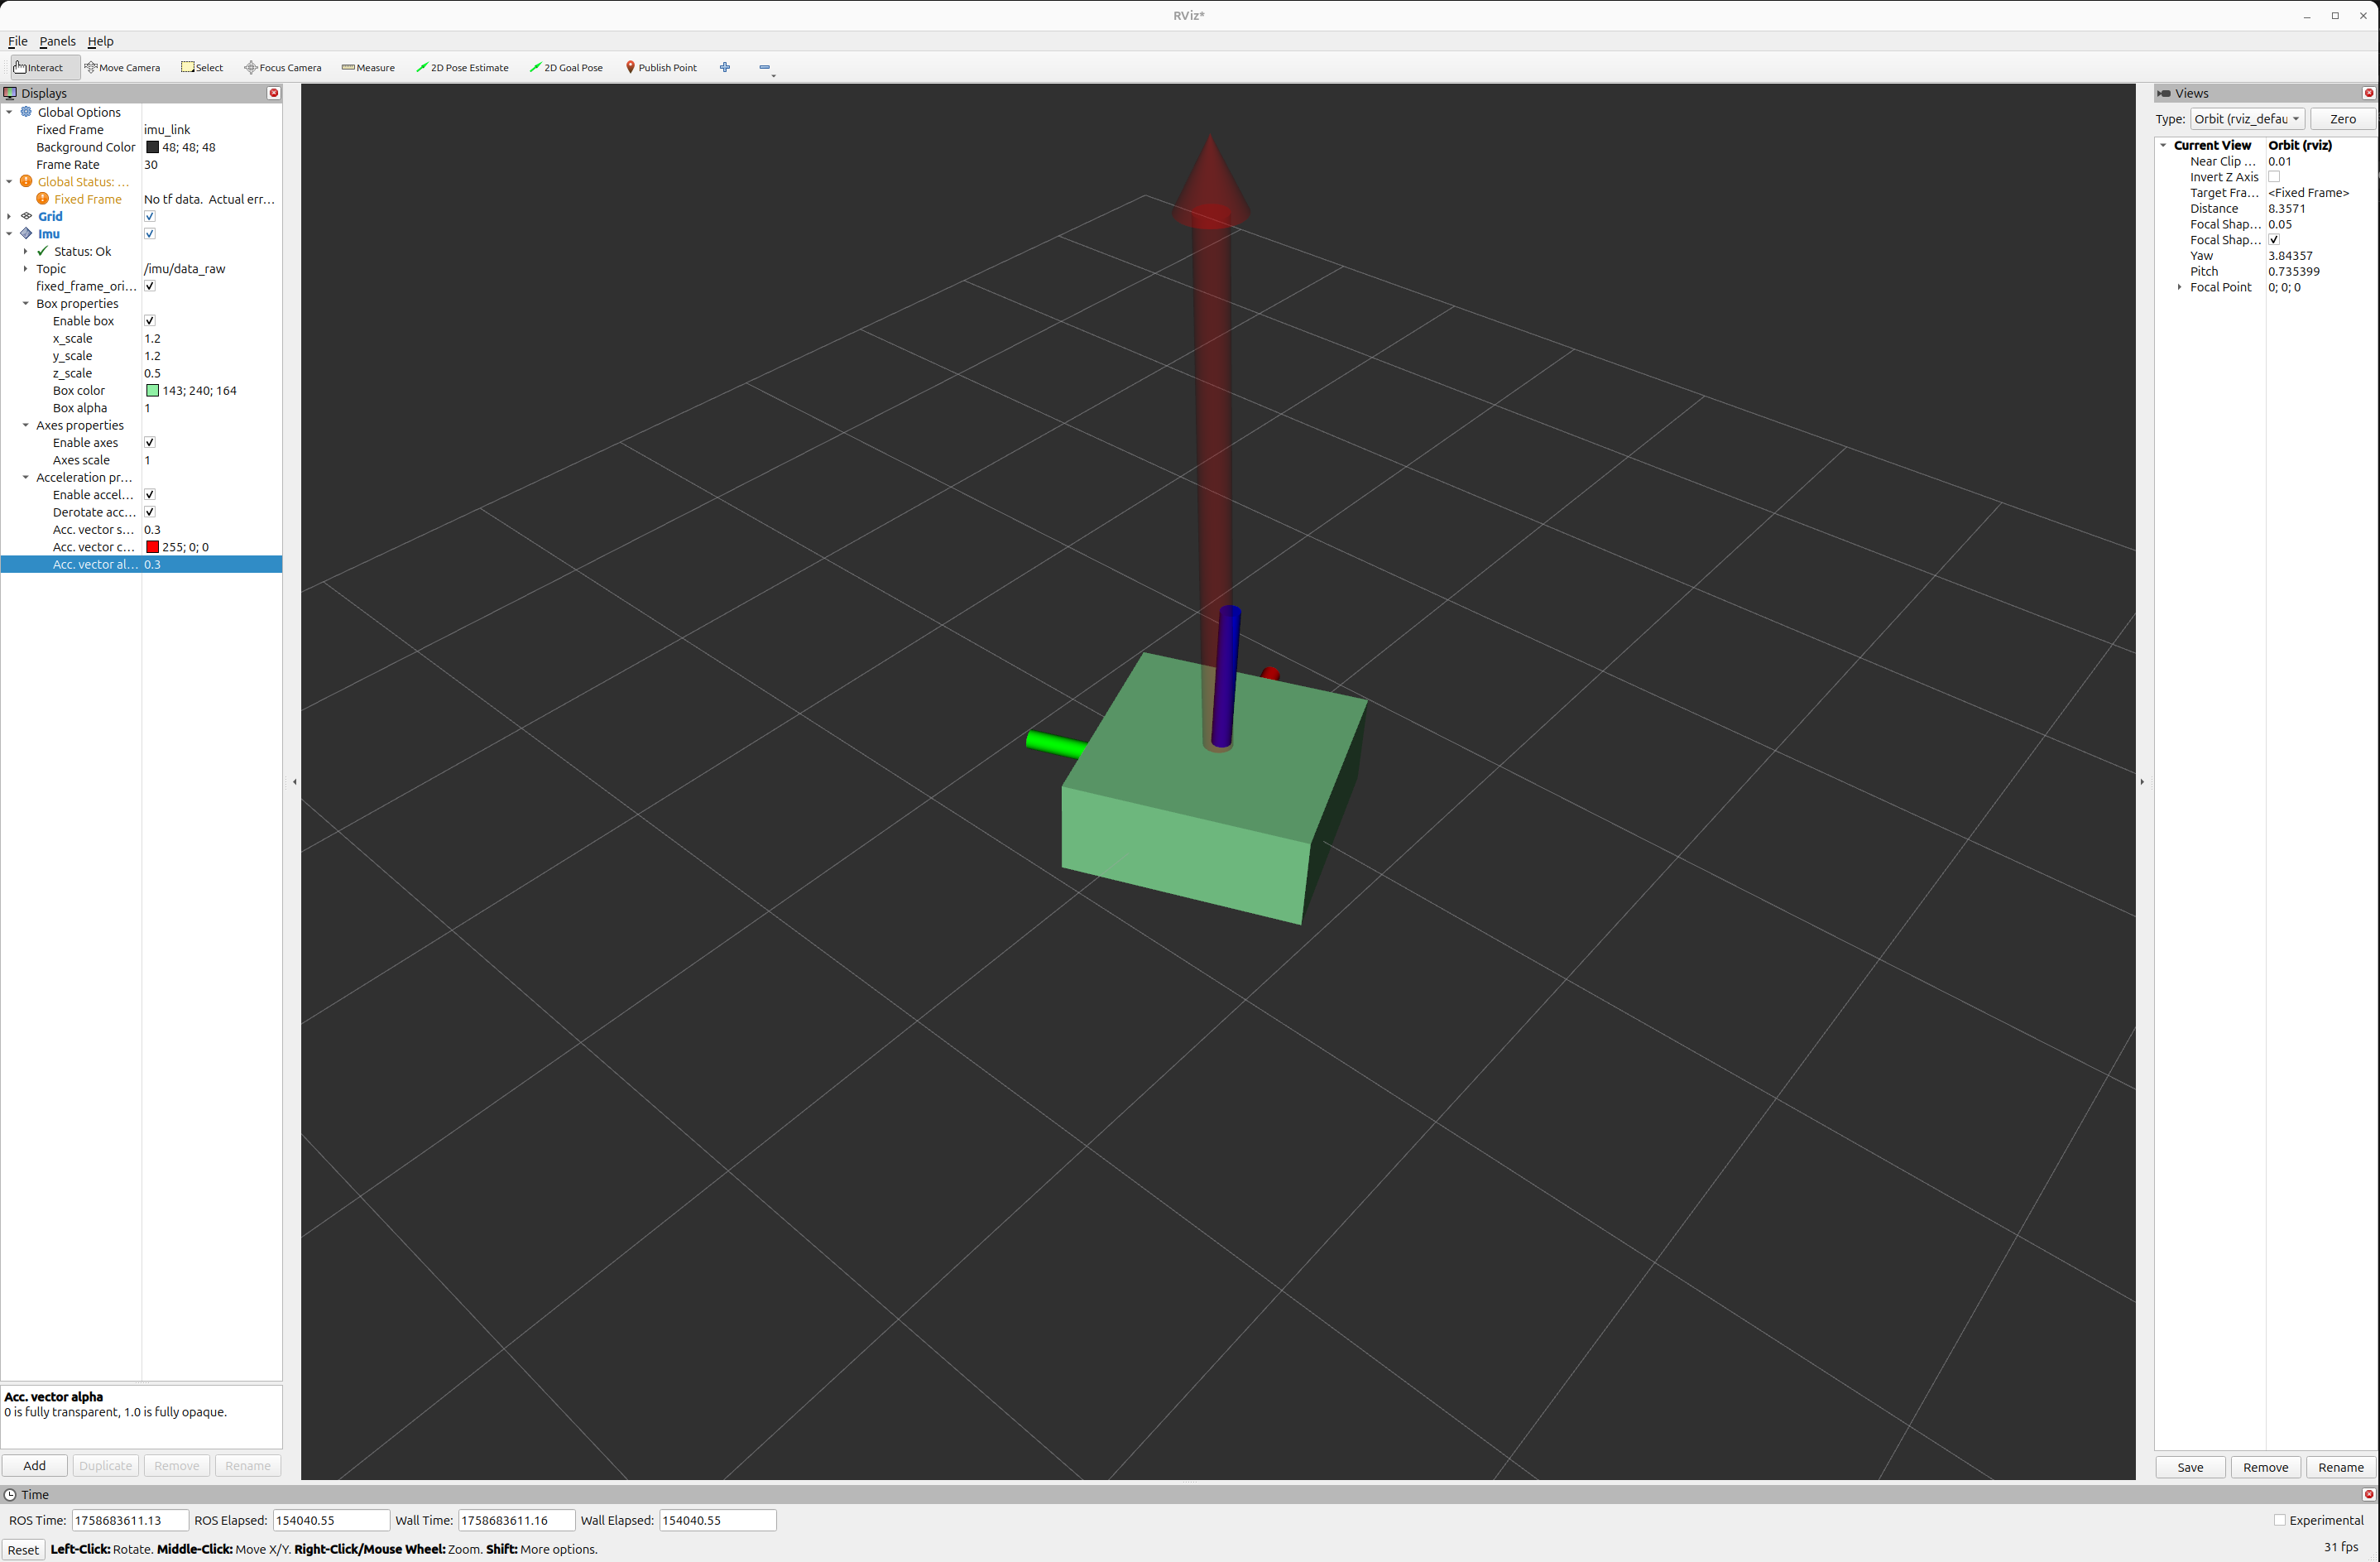 RViz*
File Panels Help
Interact Move Camera Select Focus Camera Measure 2D Pose Estimate 2D Goal Pose Publish Point
Displays
Global Options
Fixed Frame imu_link
Background Color 48; 48; 48
Frame Rate 30
Global Status: ...
Fixed Frame No tf data. Actual err...
Grid
Imu
Status: Ok
Topic /imu/data_raw
fixed_frame_ori...
Box properties
Enable box
x_scale 1.2
y_scale 1.2
z_scale 0.5
Box color 143; 240; 164
Box alpha 1
Axes properties
Enable axes
Axes scale 1
Acceleration pr...
Enable accel...
Derotate acc...
Acc. vector s... 0.3
Acc. vector c... 255; 0; 0
Acc. vector al... 0.3
Acc. vector alpha
0 is fully transparent, 1.0 is fully opaque.
Add Duplicate Remove Rename
Views
Type: Orbit (rviz_defau Zero
Current View Orbit (rviz)
Near Clip ... 0.01
Invert Z Axis
Target Fra... <Fixed Frame>
Distance 8.3571
Focal Shap... 0.05
Focal Shap...
Yaw 3.84357
Pitch 0.735399
Focal Point 0; 0; 0
Save Remove Rename
Time
ROS Time: 1758683611.13 ROS Elapsed: 154040.55 Wall Time: 1758683611.16 Wall Elapsed: 154040.55 Experimental
Reset Left-Click: Rotate. Middle-Click: Move X/Y. Right-Click/Mouse Wheel: Zoom. Shift: More options. 31 fps